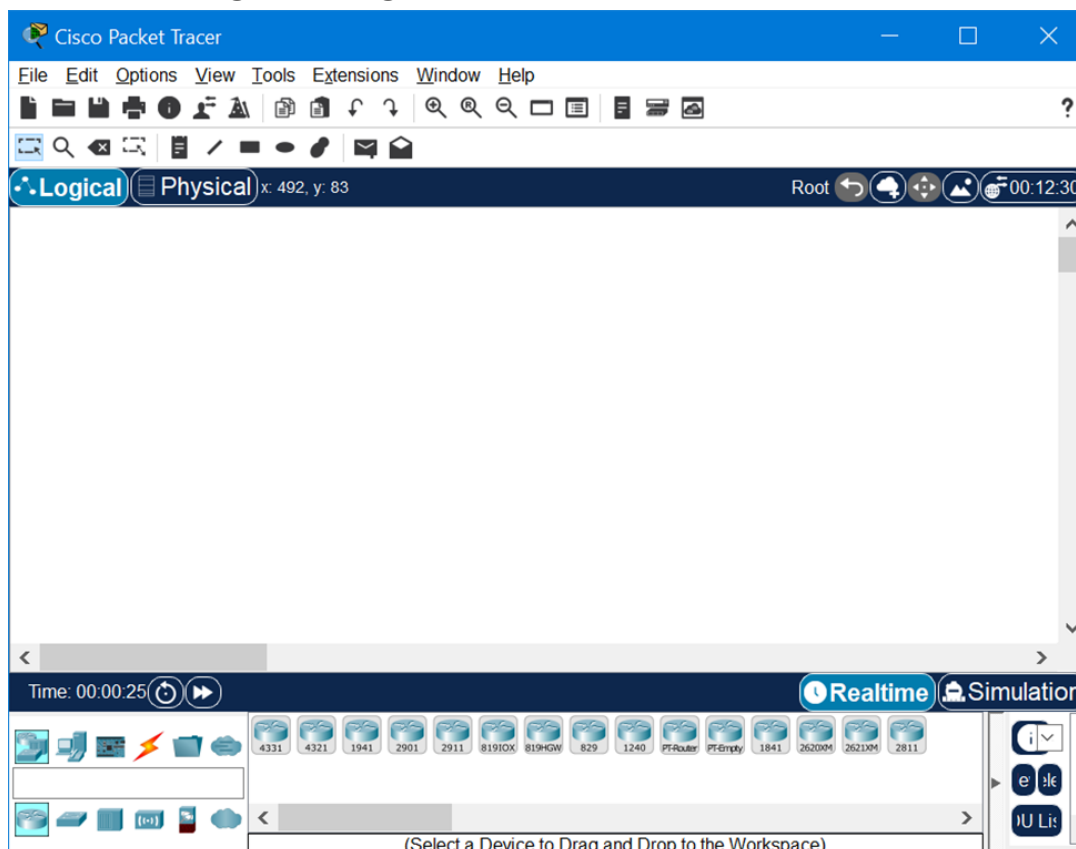 Cisco Packet Tracer
File Edit Options View Tools Extensions Window Help
?
Logical Physical x: 492, y: 83 Root 00:12:30
Time: 00:00:25 Realtime Simulation
4331 4321 1941 2901 2911 819IOX 819HGW 829 1240 PT-Router PT-Empty 1841 2620XM 2621XM 2811
(Select a Device to Drag and Drop to the Workspace)